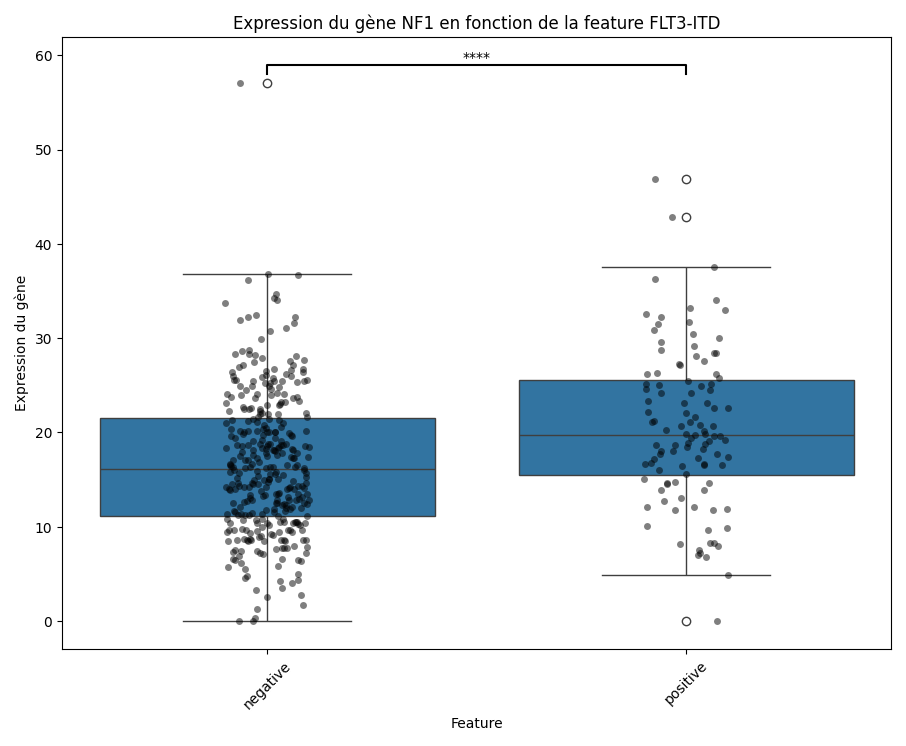 Expression du gène NF1 en fonction de la feature FLT3-ITD
****
60
50
40
30
20
10
0
Expression du gène
negative
positive
Feature